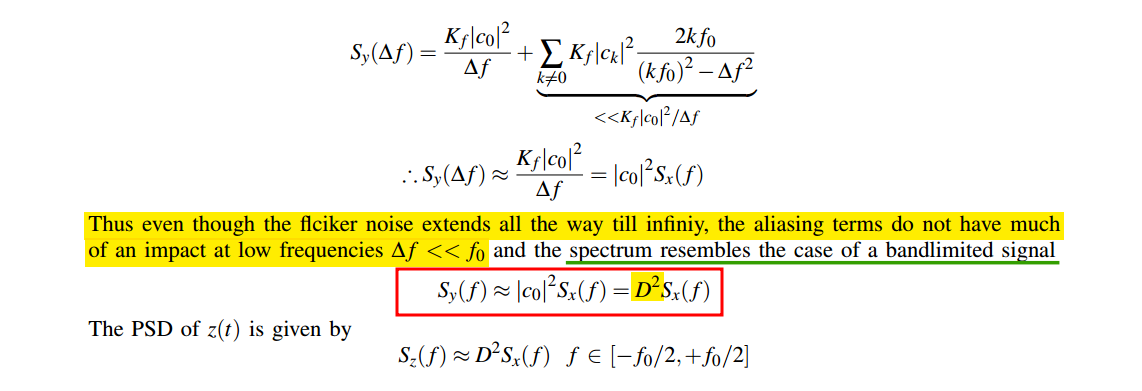 S_y(Δf) = K_f|c_0|^2 / Δf + ∑_{k≠0} K_f|c_k|^2 2kf_0 / ((kf_0)^2 − Δf^2)
<<K_f|c_0|^2/Δf
∴ S_y(Δf) ≈ K_f|c_0|^2 / Δf = |c_0|^2 S_x(f)
Thus even though the flciker noise extends all the way till infiniy, the aliasing terms do not have much
of an impact at low frequencies Δf << f_0 and the spectrum resembles the case of a bandlimited signal
S_y(f) ≈ |c_0|^2 S_x(f) = D^2 S_x(f)
The PSD of z(t) is given by
S_z(f) ≈ D^2 S_x(f) f ∈ [−f_0/2, +f_0/2]